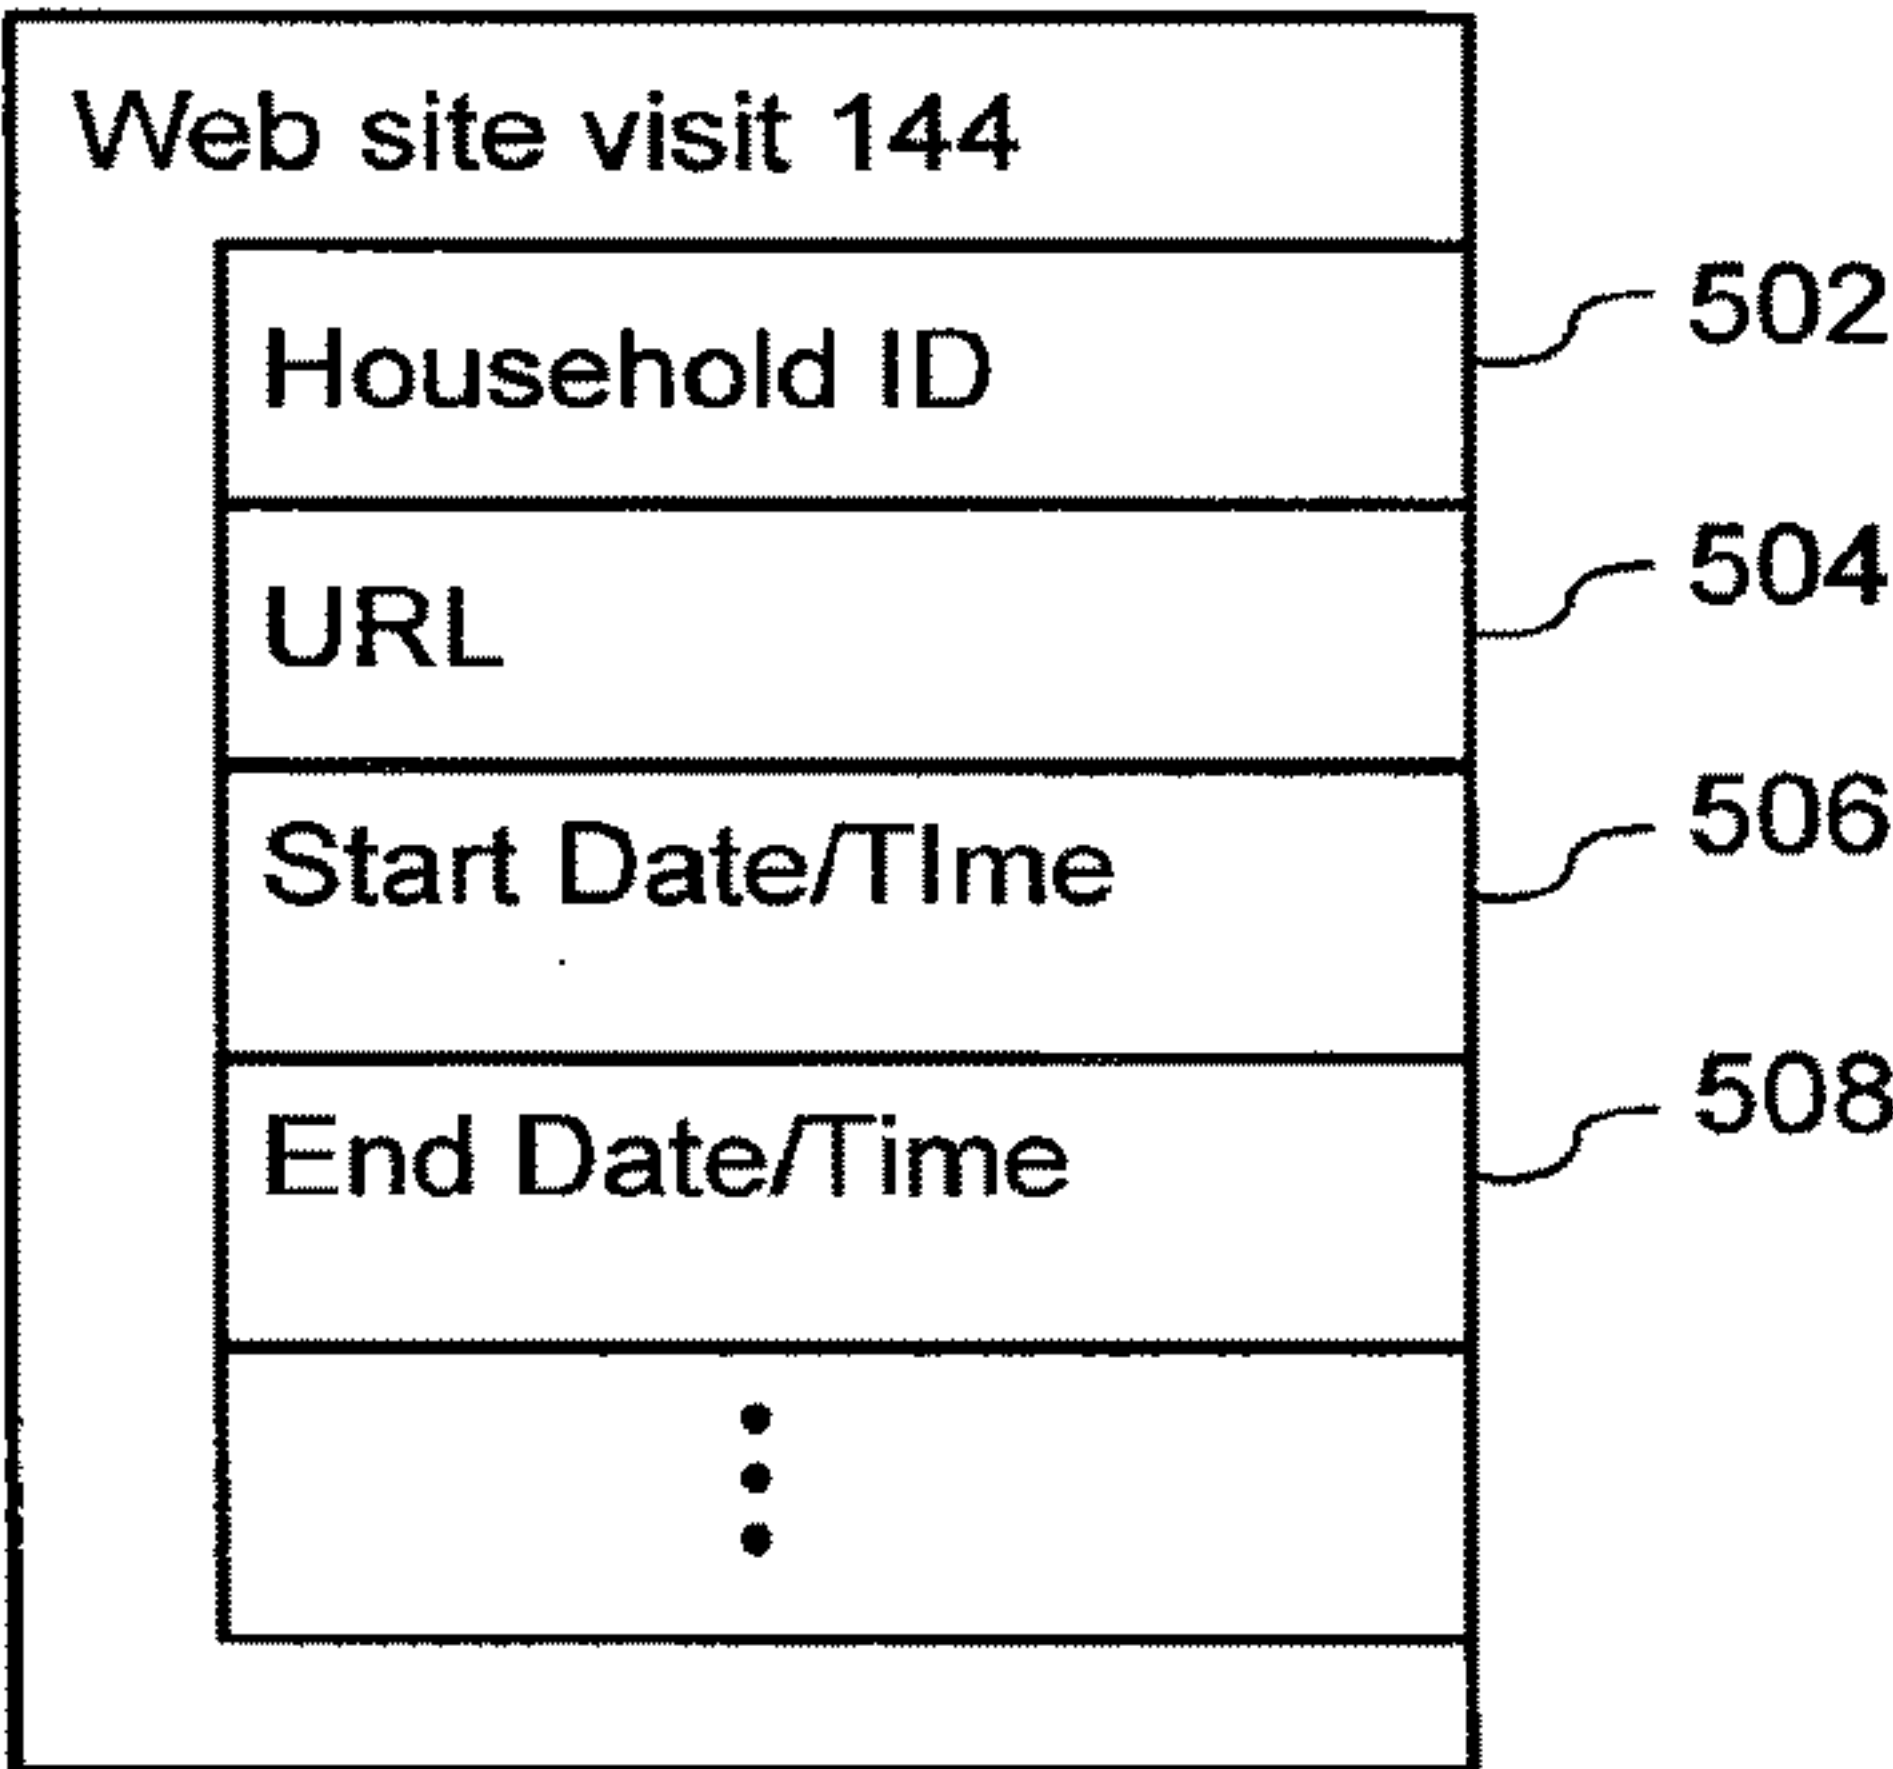 Web site visit 144
Household ID
502
URL
504
Start Date/TIme
506
End Date/Time
508